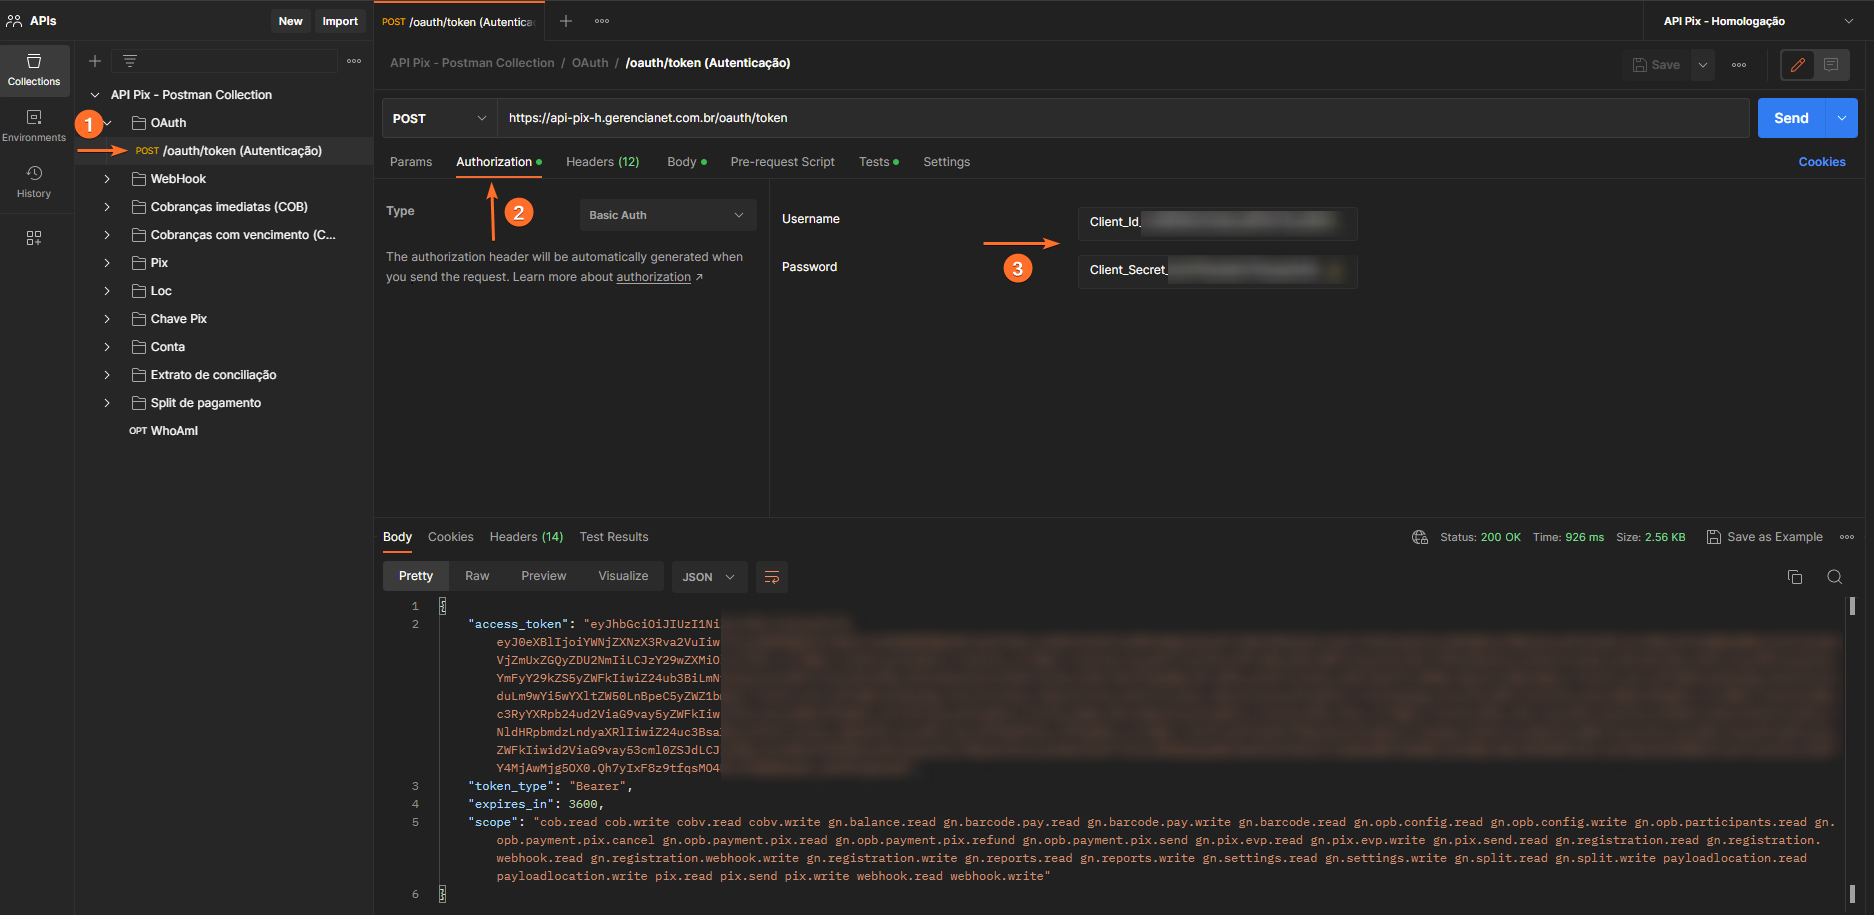 APIs
New
Import
POST /oauth/token (Autentica
API Pix - Homologação
Collections
Environments
History
API Pix - Postman Collection
1
OAuth
POST /oauth/token (Autenticação)
WebHook
Cobranças imediatas (COB)
Cobranças com vencimento (C...
Pix
Loc
Chave Pix
Conta
Extrato de conciliação
Split de pagamento
OPT WhoAmI
API Pix - Postman Collection / OAuth / /oauth/token (Autenticação)
Save
POST
https://api-pix-h.gerencianet.com.br/oauth/token
Send
Params
Authorization
Headers (12)
Body
Pre-request Script
Tests
Settings
Cookies
Type
Basic Auth
2
The authorization header will be automatically generated when
you send the request. Learn more about authorization ↗
Username
Client_Id_
3
Password
Client_Secret_
Body
Cookies
Headers (14)
Test Results
Status: 200 OK
Time: 926 ms
Size: 2.56 KB
Save as Example
Pretty
Raw
Preview
Visualize
JSON
1 {
2 "access_token": "eyJhbGciOiJIUzI1Ni
eyJ0eXBlIjoiYWNjZXNzX3Rva2VuIiw
VjZmUxZGQyZDU2NmIiLCJzY29wZXMiO
YmFyY29kZS5yZWFkIiwiZ24ub3BiLmN
duLm9wYi5wYXltZW50LnBpeC5yZWZ1b
c3RyYXRpb24ud2ViaG9vay5yZWFkIiw
NldHRpbmdzLndyaXRlIiwiZ24uc3Bsa
ZWFkIiwid2ViaG9vay53cml0ZSJdLCJ
Y4MjAwMjg5OX0.Qh7yIxF8z9tfqsMO4
3 "token_type": "Bearer",
4 "expires_in": 3600,
5 "scope": "cob.read cob.write cobv.read cobv.write gn.balance.read gn.barcode.pay.read gn.barcode.pay.write gn.barcode.read gn.opb.config.read gn.opb.config.write gn.opb.participants.read gn.
opb.payment.pix.cancel gn.opb.payment.pix.read gn.opb.payment.pix.refund gn.opb.payment.pix.send gn.pix.evp.read gn.pix.evp.write gn.pix.send.read gn.registration.read gn.registration.
webhook.read gn.registration.webhook.write gn.registration.write gn.reports.read gn.reports.write gn.settings.read gn.settings.write gn.split.read gn.split.write payloadlocation.read
payloadlocation.write pix.read pix.send pix.write webhook.read webhook.write"
6 }